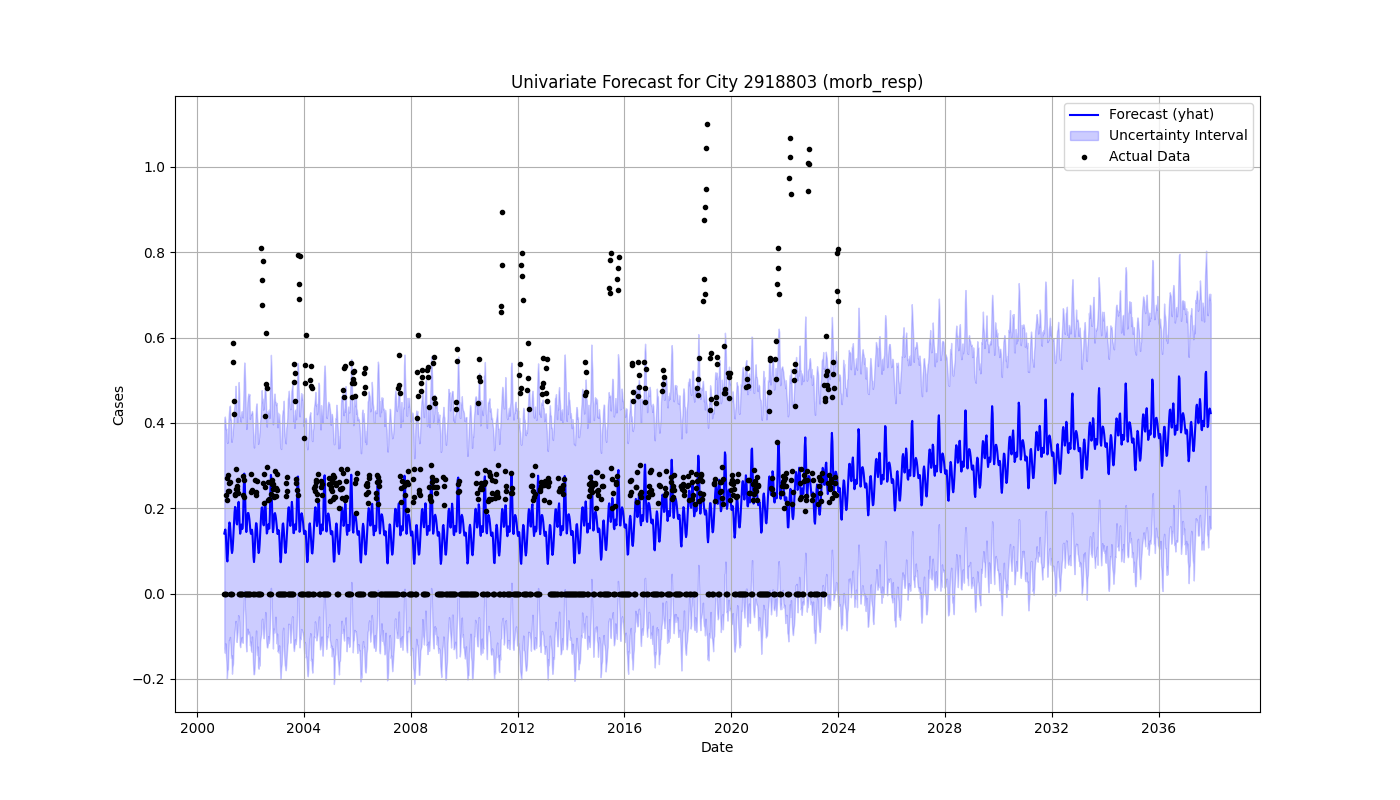 Univariate Forecast for City 2918803 (morb_resp)
Forecast (yhat)
Uncertainty Interval
Actual Data
Cases
1.0
0.8
0.6
0.4
0.2
0.0
−0.2
2000 2004 2008 2012 2016 2020 2024 2028 2032 2036
Date